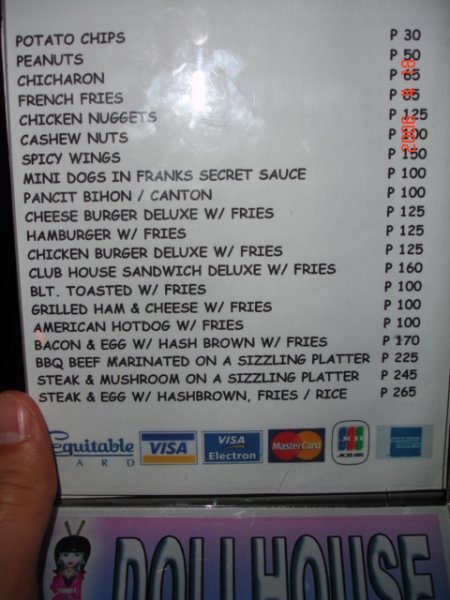 POTATO CHIPS P 30
PEANUTS P 50
CHICHARON P 65
FRENCH FRIES P 85
CHICKEN NUGGETS P 125
CASHEW NUTS P 100
SPICY WINGS P 150
MINI DOGS IN FRANKS SECRET SAUCE P 100
PANCIT BIHON / CANTON P 100
CHEESE BURGER DELUXE W/ FRIES P 125
HAMBURGER W/ FRIES P 125
CHICKEN BURGER DELUXE W/ FRIES P 125
CLUB HOUSE SANDWICH DELUXE W/ FRIES P 160
BLT. TOASTED W/ FRIES P 100
GRILLED HAM & CHEESE W/ FRIES P 100
AMERICAN HOTDOG W/ FRIES P 100
BACON & EGG W/ HASH BROWN W/ FRIES P 170
BBQ BEEF MARINATED ON A SIZZLING PLATTER P 225
STEAK & MUSHROOM ON A SIZZLING PLATTER P 245
STEAK & EGG W/ HASHBROWN, FRIES / RICE P 265
Equitable CARD
VISA
VISA Electron
MasterCard
JCB
DOLLHOUSE